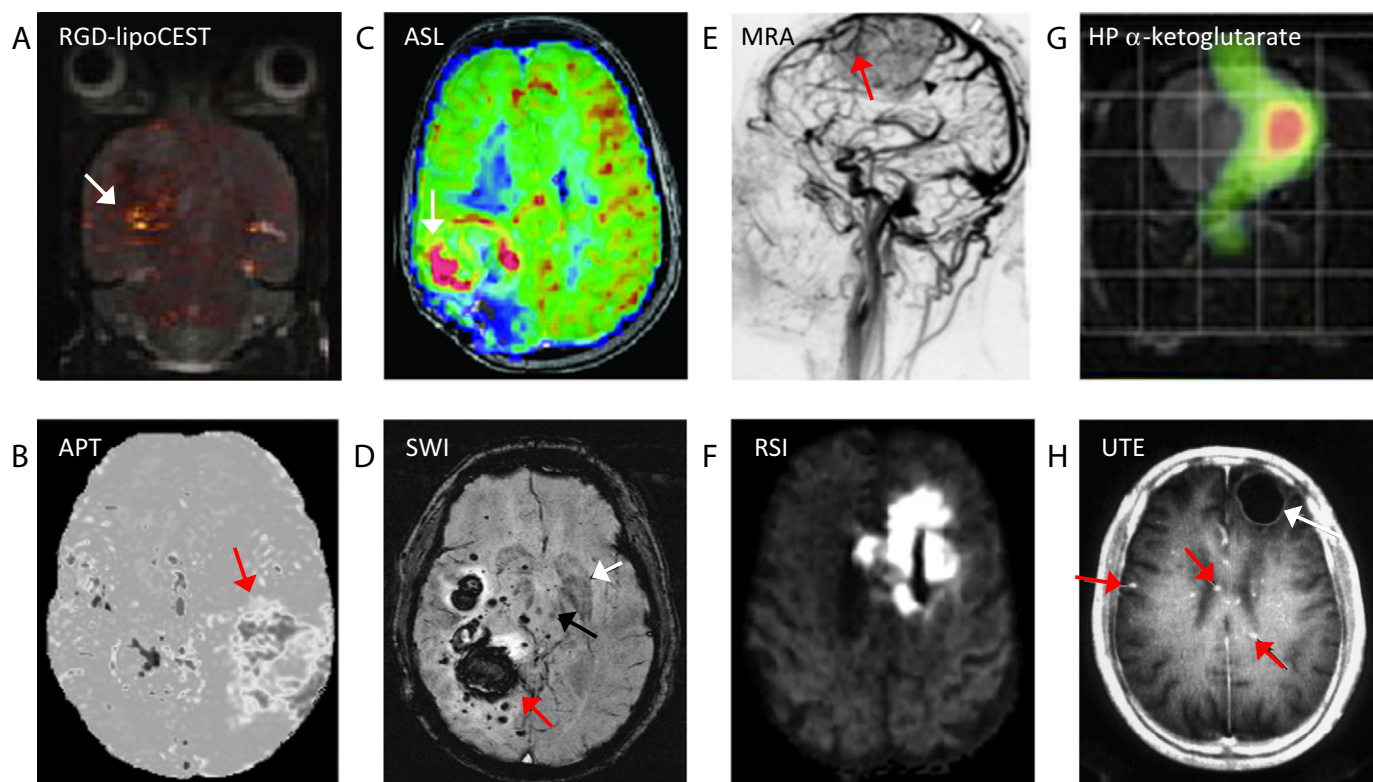 A
RGD-lipoCEST
C
ASL
E
MRA
G
HP α-ketoglutarate
B
APT
D
SWI
F
RSI
H
UTE